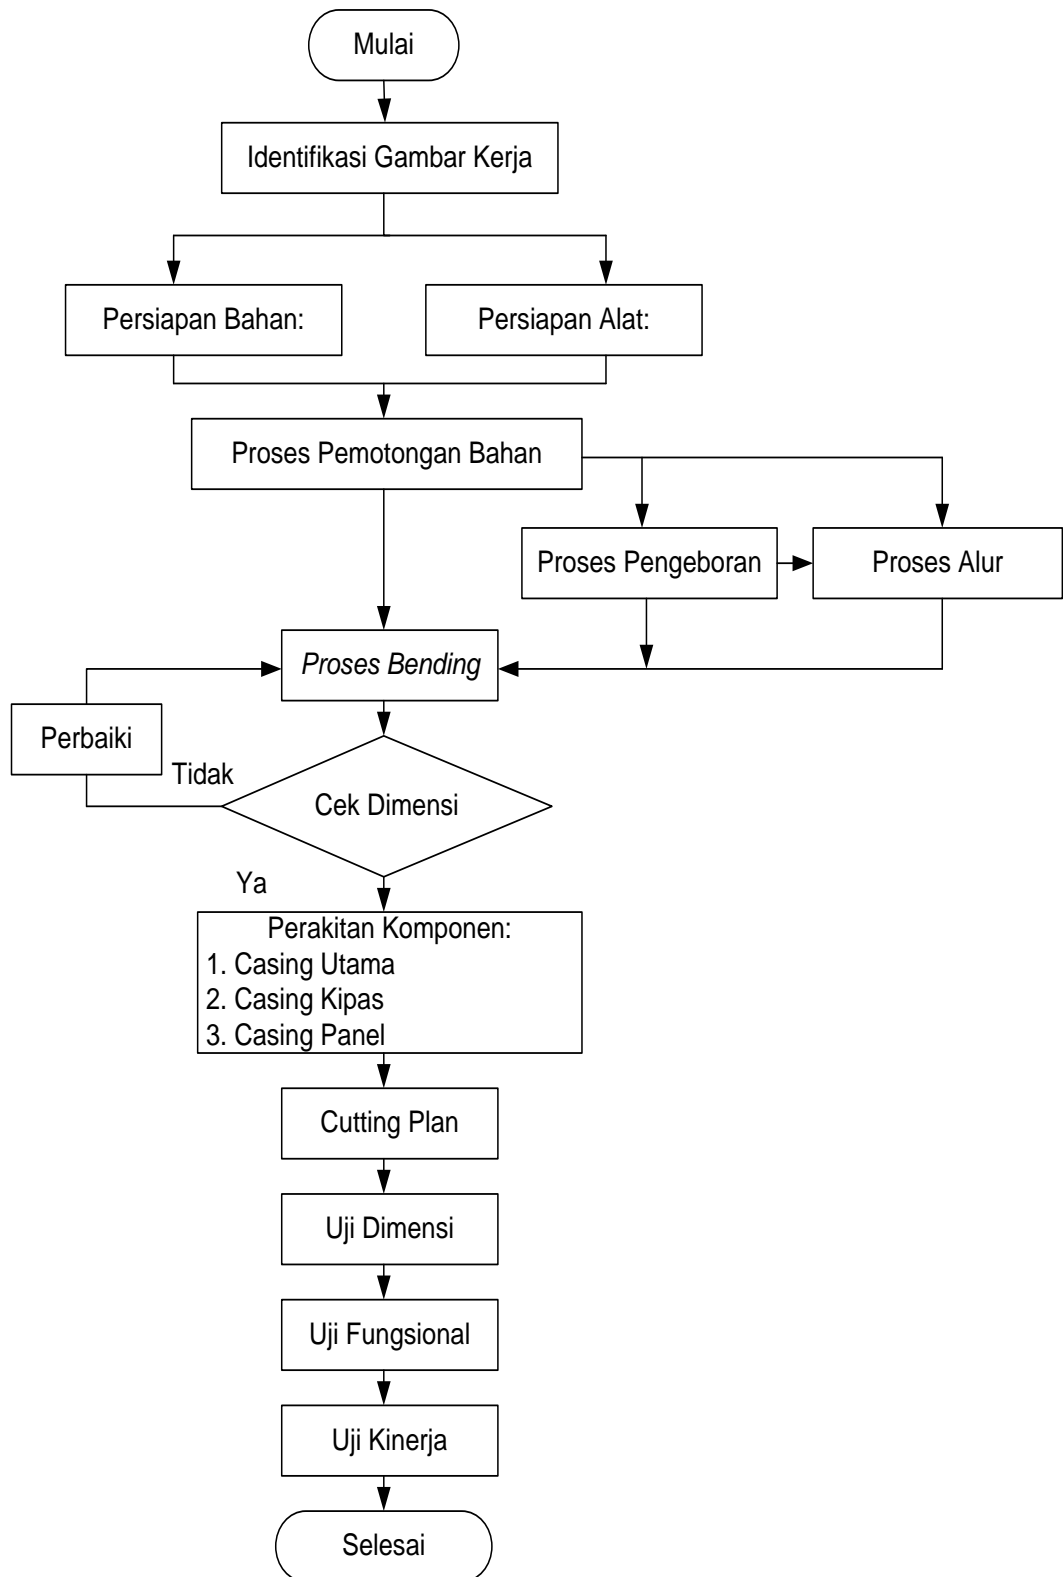 Mulai
Identifikasi Gambar Kerja
Persiapan Bahan:
Persiapan Alat:
Proses Pemotongan Bahan
Proses Pengeboran
Proses Alur
Proses Bending
Perbaiki
Tidak
Cek Dimensi
Ya
Perakitan Komponen:
1. Casing Utama
2. Casing Kipas
3. Casing Panel
Cutting Plan
Uji Dimensi
Uji Fungsional
Uji Kinerja
Selesai